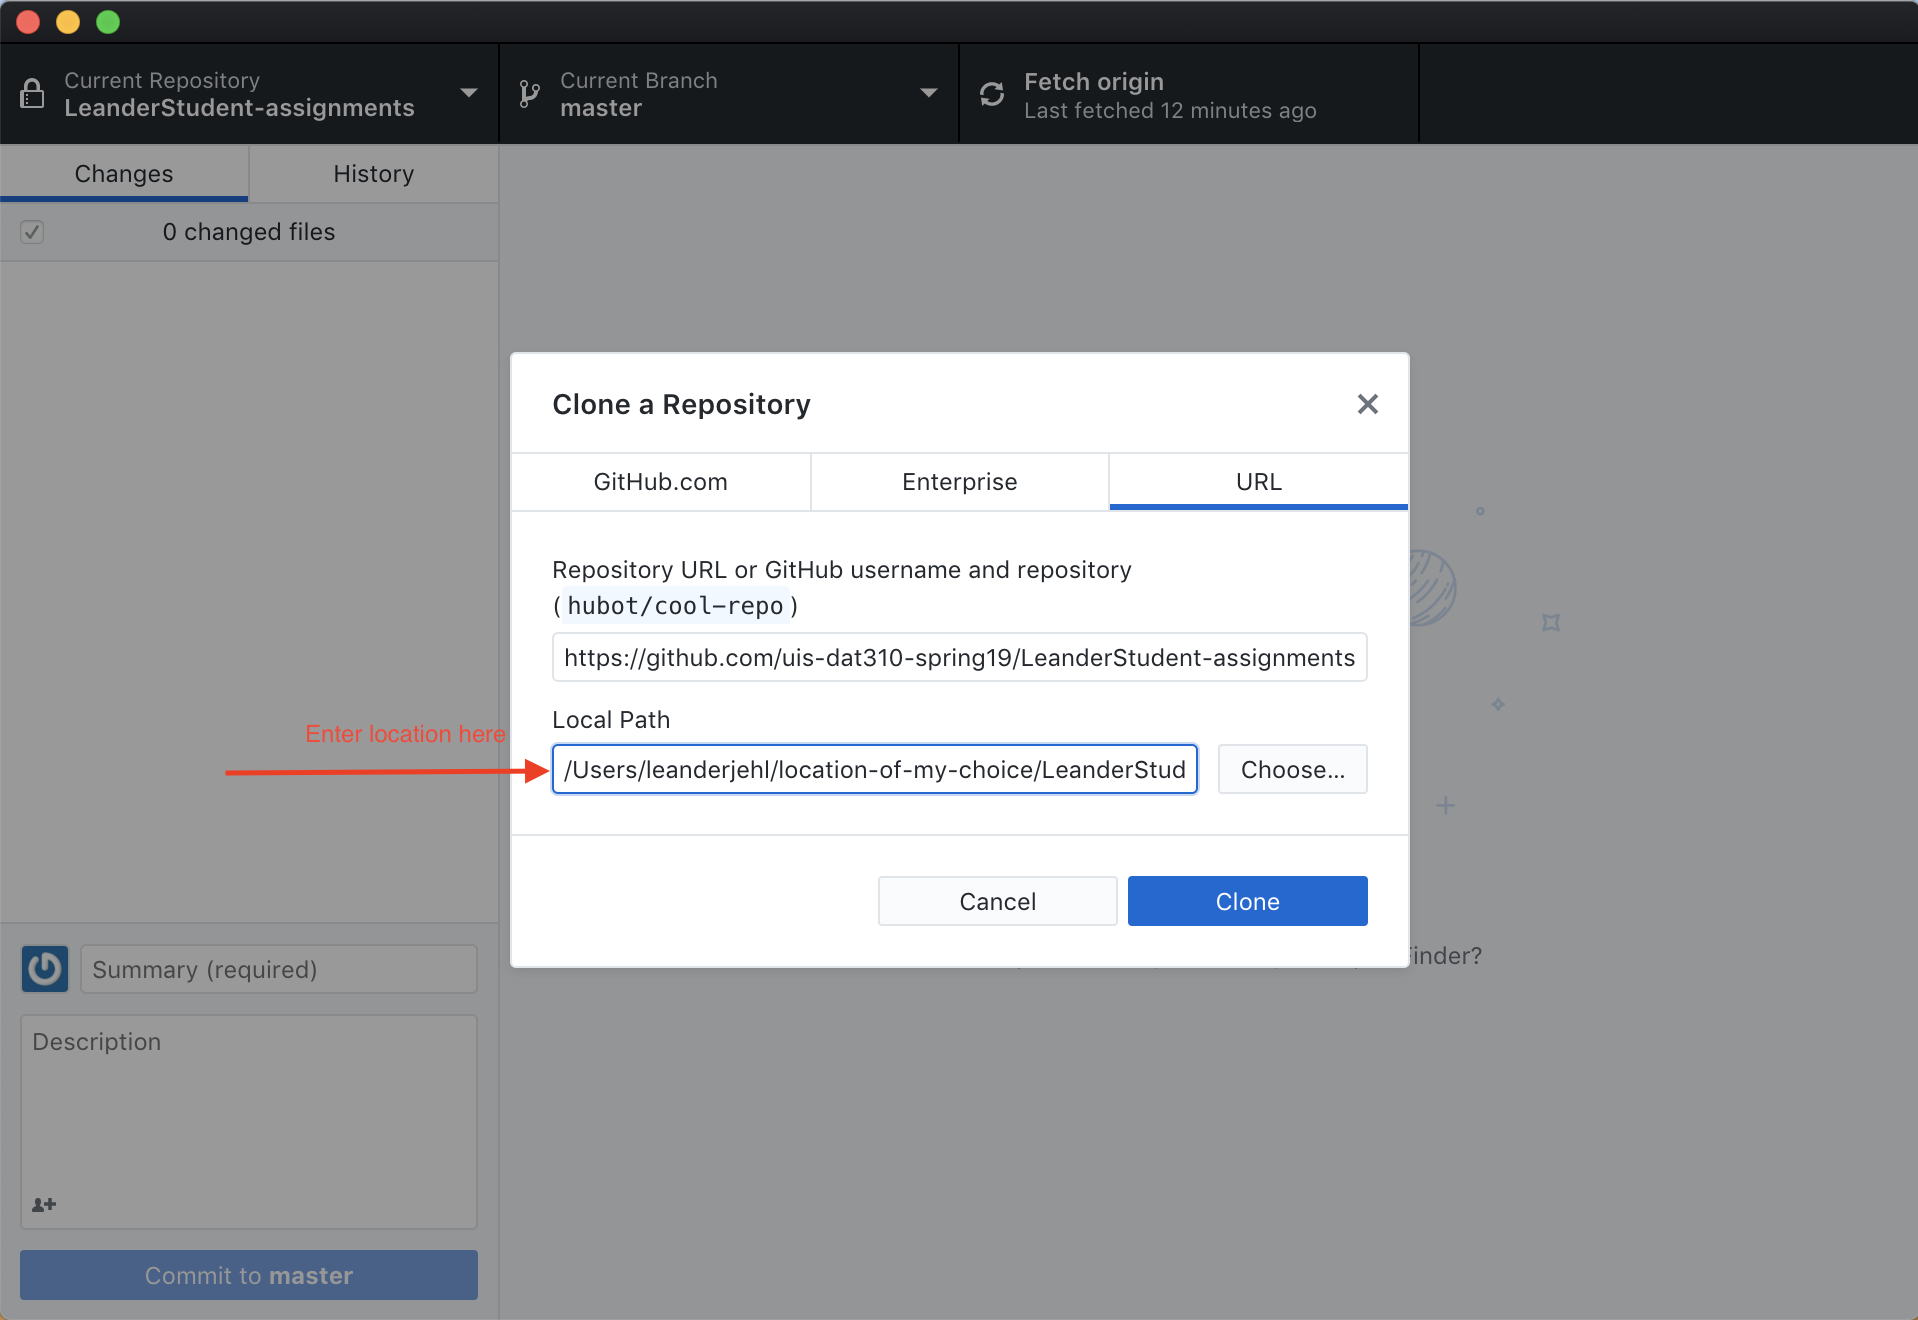 Current Repository
LeanderStudent-assignments
Current Branch
master
Fetch origin
Last fetched 12 minutes ago
Changes
History
0 changed files
Clone a Repository
GitHub.com
Enterprise
URL
Repository URL or GitHub username and repository
(hubot/cool-repo)
https://github.com/uis-dat310-spring19/LeanderStudent-assignments
Local Path
Enter location here
/Users/leanderjehl/location-of-my-choice/LeanderStud
Choose...
Cancel
Clone
Finder?
Summary (required)
Description
Commit to master